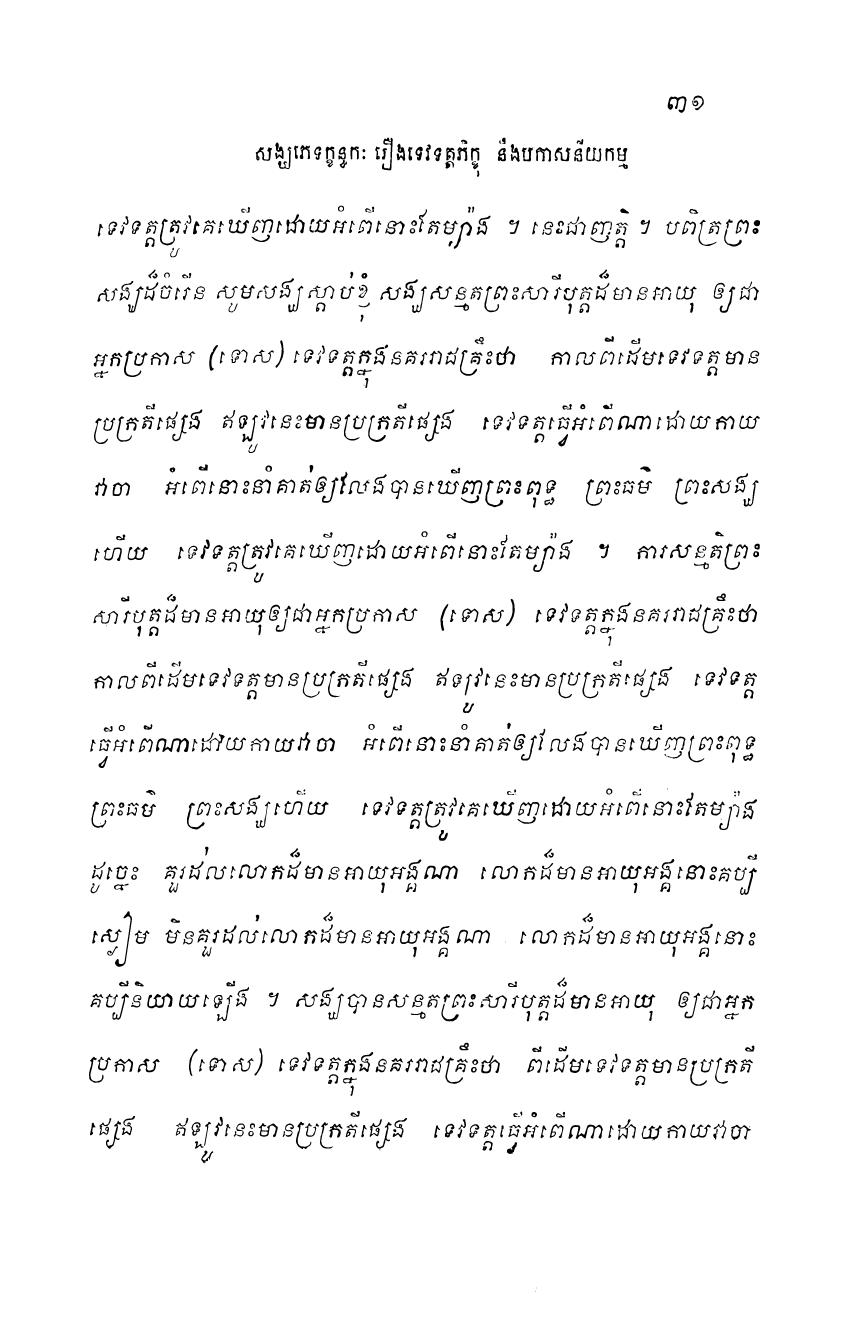 ៣១
សង្ឃភេទក្ខន្ធកៈ រឿងទេវទត្តភិក្ខុ នឹងបកាសនីយកម្ម
ទេវទត្តត្រូវគេឃើញដោយអំពើនោះតែម្យ៉ាង ។ នេះជាញត្តិ ។ បពិត្រព្រះ
សង្ឃដ៏ចំរើន សូមសង្ឃស្តាប់ខ្ញុំ សង្ឃសន្មតព្រះសារីបុត្តដ៏មានអាយុ ឲ្យជា
អ្នកប្រកាស (ទោស) ទេវទត្តក្នុងនគររាជគ្រឹះថា កាលពីដើមទេវទត្តមាន
ប្រក្រតីផ្សេង ឥឡូវនេះមានប្រក្រតីផ្សេង ទេវទត្តធ្វើអំពើណាដោយកាយ
វាចា អំពើនោះនាំគាត់ឲ្យលែងបានឃើញព្រះពុទ្ធ ព្រះធម៌ ព្រះសង្ឃ
ហើយ ទេវទត្តត្រូវគេឃើញដោយអំពើនោះតែម្យ៉ាង ។ ការសន្មតិព្រះ
សារីបុត្តដ៏មានអាយុឲ្យជាអ្នកប្រកាស (ទោស) ទេវទត្តក្នុងនគររាជគ្រឹះថា
កាលពីដើមទេវទត្តមានប្រក្រតីផ្សេង ឥឡូវនេះមានប្រក្រតីផ្សេង ទេវទត្ត
ធ្វើអំពើណាដោយកាយវាចា អំពើនោះនាំគាត់ឲ្យលែងបានឃើញព្រះពុទ្ធ
ព្រះធម៌ ព្រះសង្ឃហើយ ទេវទត្តត្រូវគេឃើញដោយអំពើនោះតែម្យ៉ាង
ដូច្នេះ គួរដល់លោកដ៏មានអាយុអង្គណា លោកដ៏មានអាយុអង្គនោះគប្បី
ស្ងៀម មិនគួរដល់លោកដ៏មានអាយុអង្គណា លោកដ៏មានអាយុអង្គនោះ
គប្បីនិយាយឡើង ។ សង្ឃបានសន្មតព្រះសារីបុត្តដ៏មានអាយុ ឲ្យជាអ្នក
ប្រកាស (ទោស) ទេវទត្តក្នុងនគររាជគ្រឹះថា ពីដើមទេវទត្តមានប្រក្រតី
ផ្សេង ឥឡូវនេះមានប្រក្រតីផ្សេង ទេវទត្តធ្វើអំពើណាដោយកាយវាចា